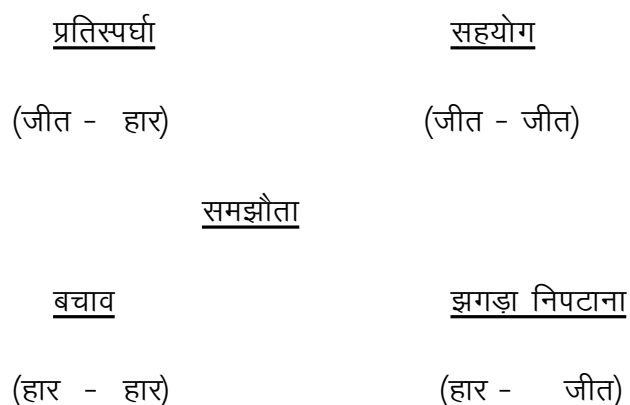 प्रतिस्पर्घा सहयोग
(जीत - हार) (जीत - जीत)
समझौता
बचाव झगड़ा निपटाना
(हार - हार) (हार - जीत)